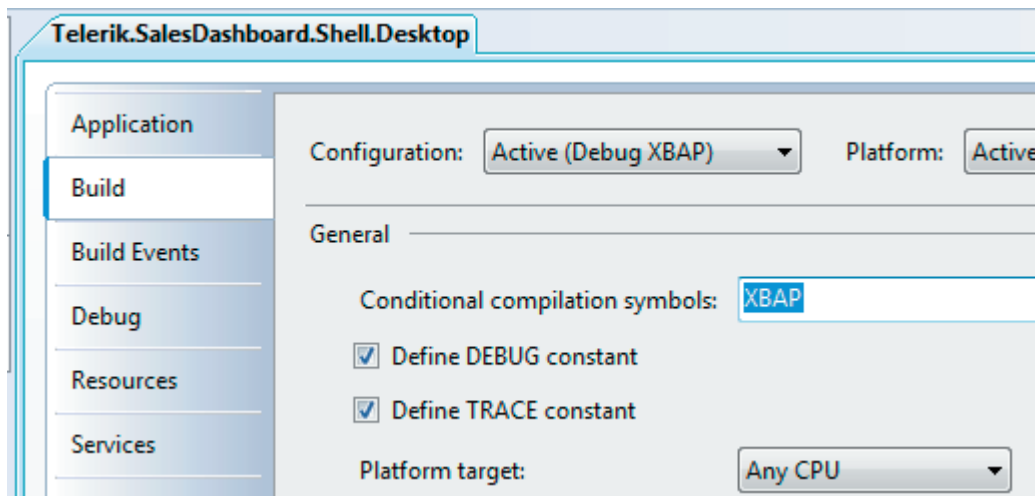 Telerik.SalesDashboard.Shell.Desktop
Application
Configuration: Active (Debug XBAP) Platform: Active
Build
General
Build Events
Conditional compilation symbols: XBAP
Debug
Define DEBUG constant
Resources
Define TRACE constant
Services
Platform target: Any CPU